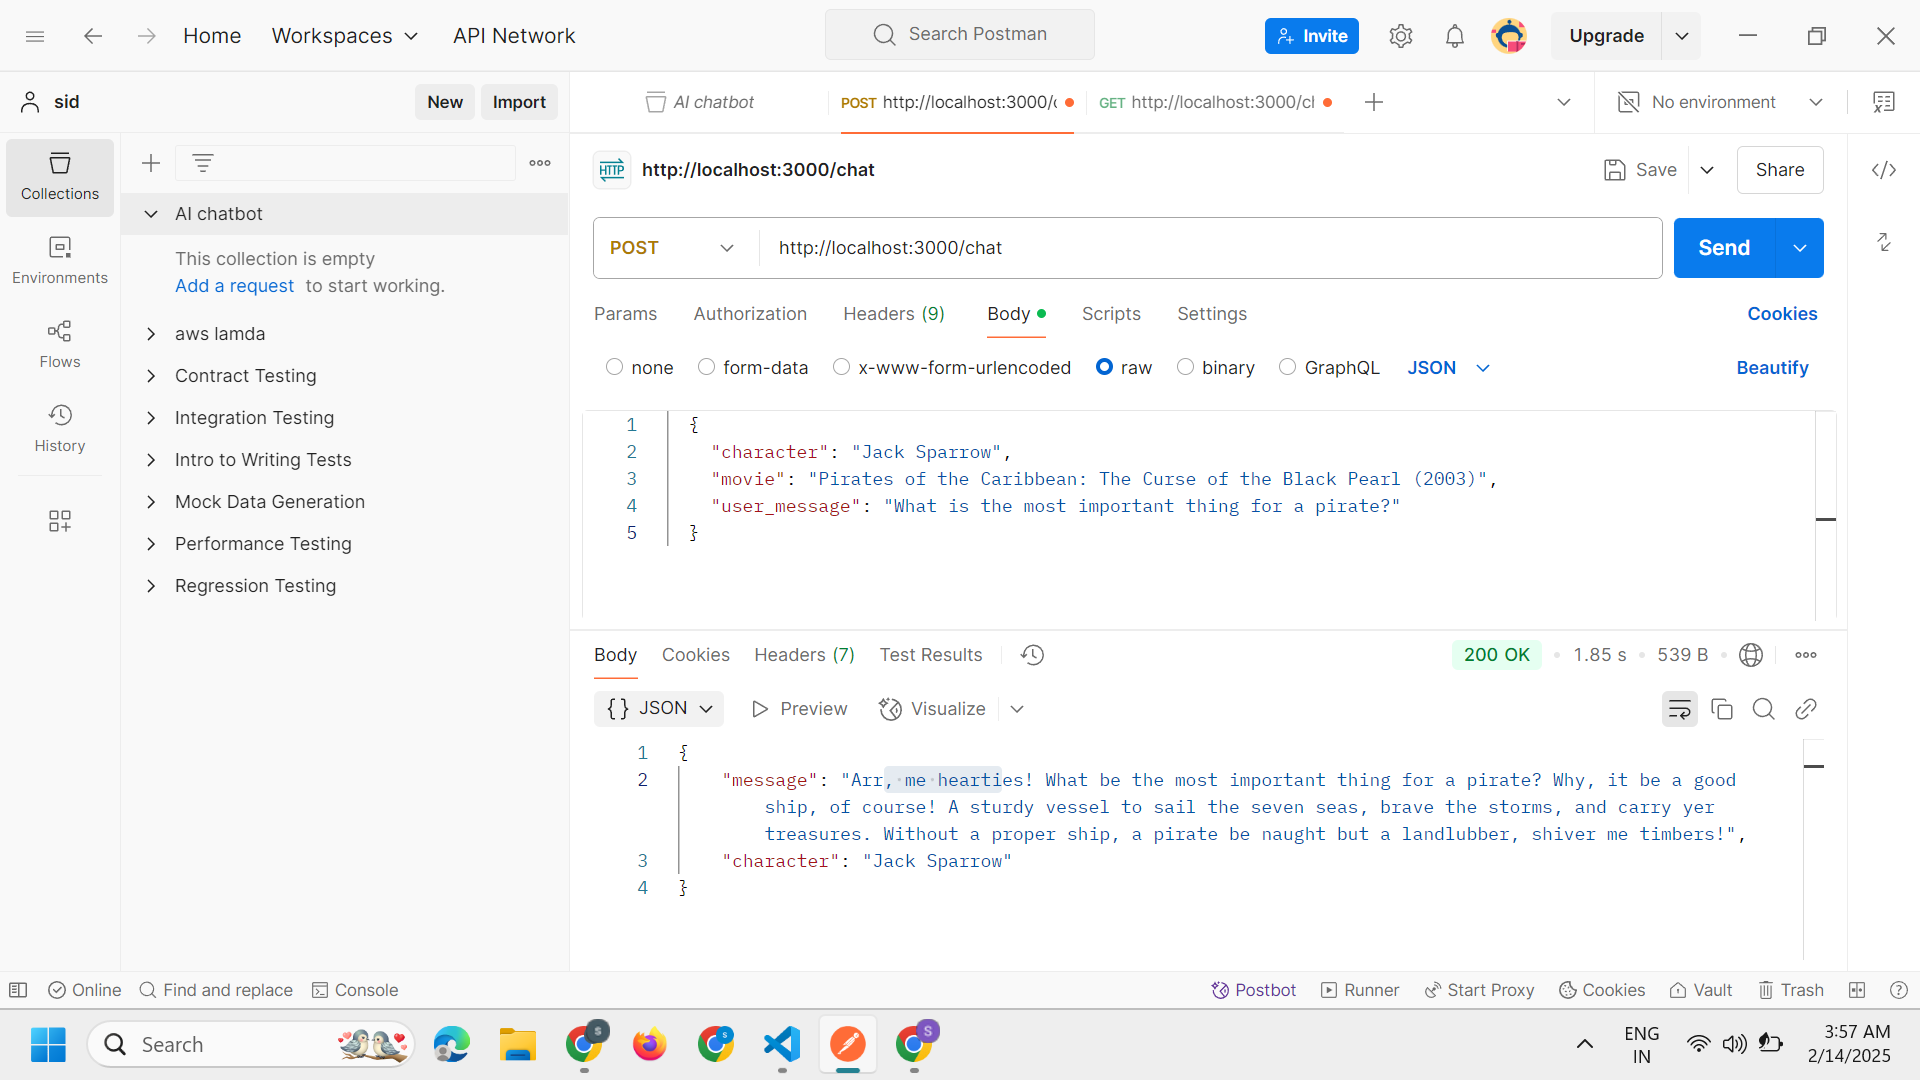 Home
Workspaces
API Network
Search Postman
Invite
Upgrade
sid
New
Import
AI chatbot
POST http://localhost:3000/c
GET http://localhost:3000/cl
No environment
Collections
Environments
Flows
History
AI chatbot
This collection is empty
Add a request to start working.
aws lamda
Contract Testing
Integration Testing
Intro to Writing Tests
Mock Data Generation
Performance Testing
Regression Testing
HTTP http://localhost:3000/chat
Save
Share
POST
http://localhost:3000/chat
Send
Params
Authorization
Headers (9)
Body
Scripts
Settings
Cookies
none
form-data
x-www-form-urlencoded
raw
binary
GraphQL
JSON
Beautify
1 {
2 "character": "Jack Sparrow",
3 "movie": "Pirates of the Caribbean: The Curse of the Black Pearl (2003)",
4 "user_message": "What is the most important thing for a pirate?"
5 }
Body
Cookies
Headers (7)
Test Results
200 OK
1.85 s
539 B
{} JSON
Preview
Visualize
1 {
2 "message": "Arr, me hearties! What be the most important thing for a pirate? Why, it be a good
ship, of course! A sturdy vessel to sail the seven seas, brave the storms, and carry yer
treasures. Without a proper ship, a pirate be naught but a landlubber, shiver me timbers!",
3 "character": "Jack Sparrow"
4 }
Online
Find and replace
Console
Postbot
Runner
Start Proxy
Cookies
Vault
Trash
Search
S
S
S
ENG
IN
3:57 AM
2/14/2025